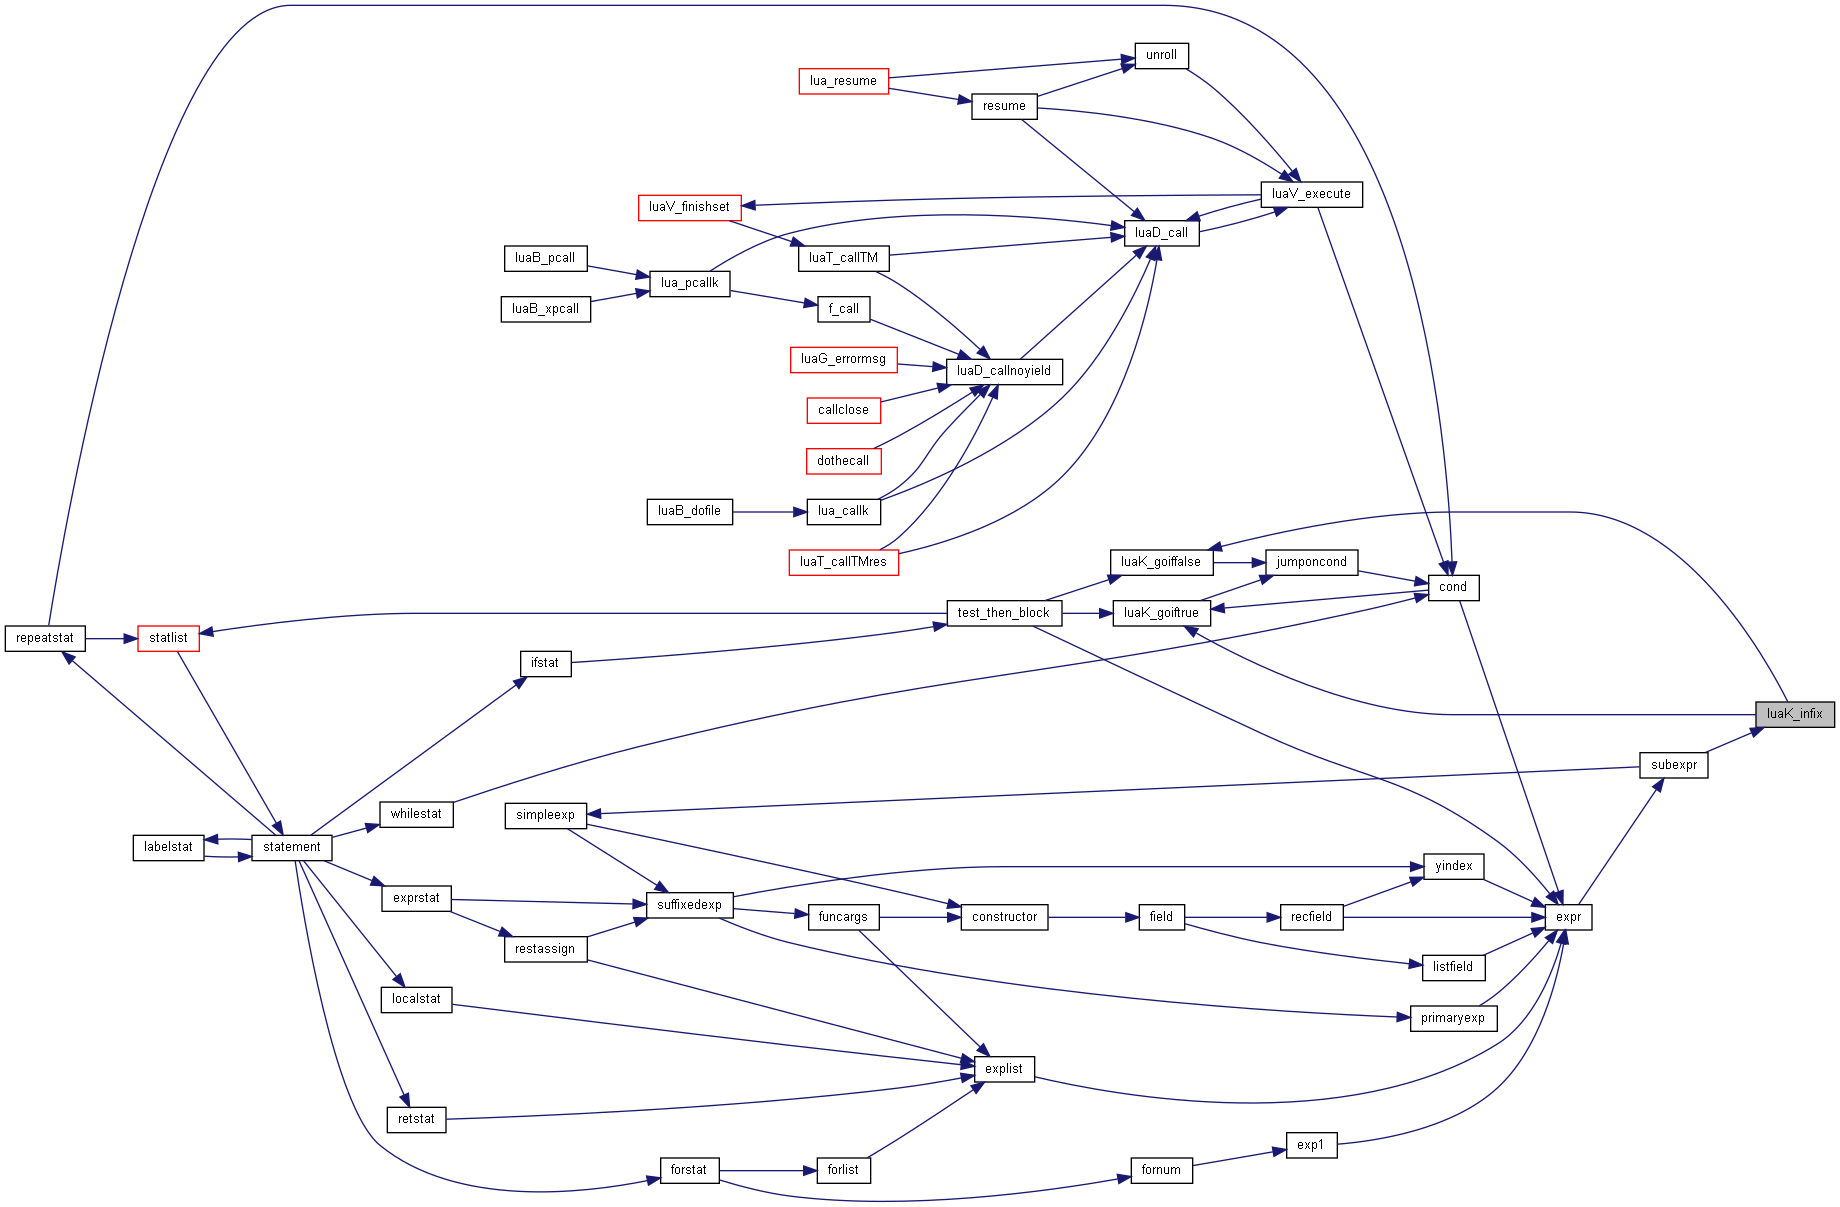 unroll
lua_resume
resume
luaV_execute
luaV_finishset
luaD_call
luaB_pcall
luaT_callTM
lua_pcallk
luaB_xpcall
f_call
luaG_errormsg
luaD_callnoyield
callclose
dothecall
luaB_dofile
lua_callk
luaT_callTMres
luaK_goiffalse
jumponcond
cond
test_then_block
luaK_goiftrue
repeatstat
statlist
ifstat
luaK_infix
subexpr
whilestat
simpleexp
labelstat
statement
yindex
exprstat
suffixedexp
funcargs
constructor
field
recfield
expr
restassign
listfield
localstat
primaryexp
explist
retstat
exp1
forstat
forlist
fornum